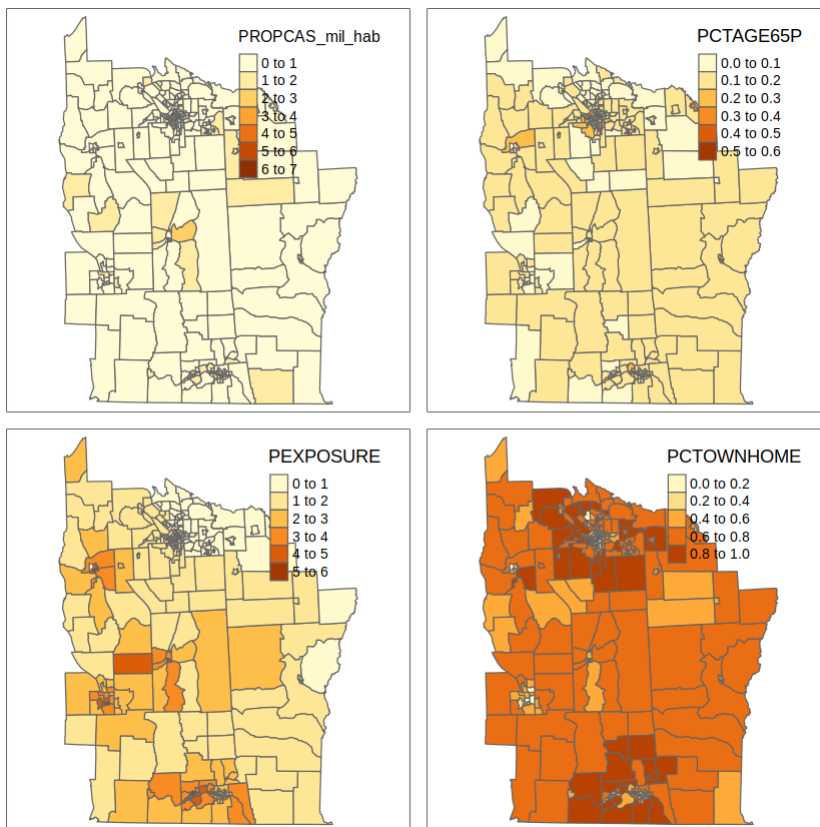 PROPCAS_mil_hab
0 to 1
1 to 2
2 to 3
3 to 4
4 to 5
5 to 6
6 to 7
PCTAGE65P
0.0 to 0.1
0.1 to 0.2
0.2 to 0.3
0.3 to 0.4
0.4 to 0.5
0.5 to 0.6
PEXPOSURE
0 to 1
1 to 2
2 to 3
3 to 4
4 to 5
5 to 6
PCTOWNHOME
0.0 to 0.2
0.2 to 0.4
0.4 to 0.6
0.6 to 0.8
0.8 to 1.0